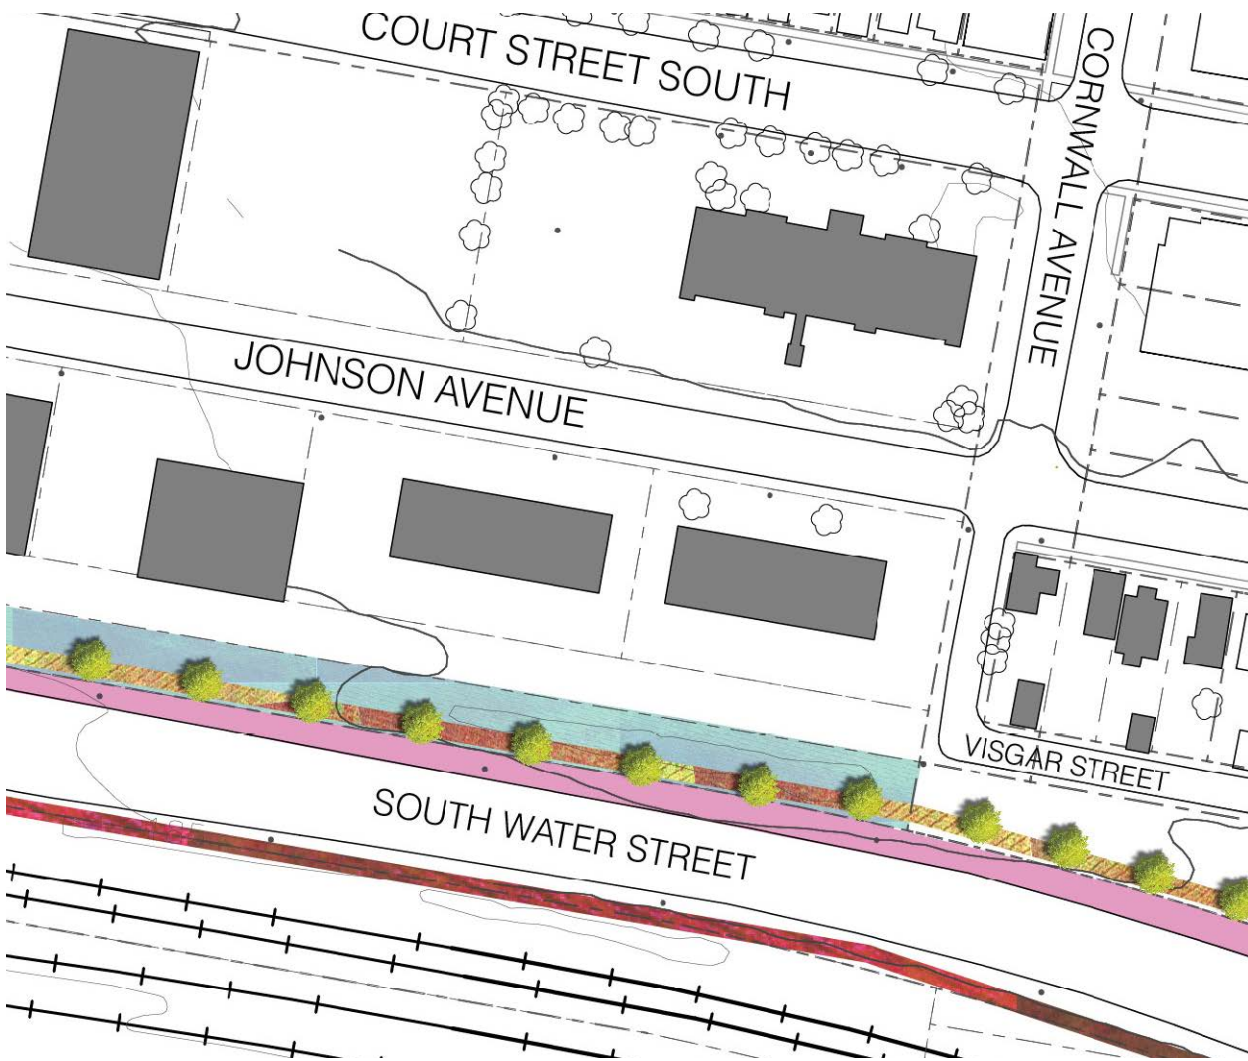 COURT STREET SOUTH
CORNWALL AVENUE
JOHNSON AVENUE
VISGAR STREET
SOUTH WATER STREET